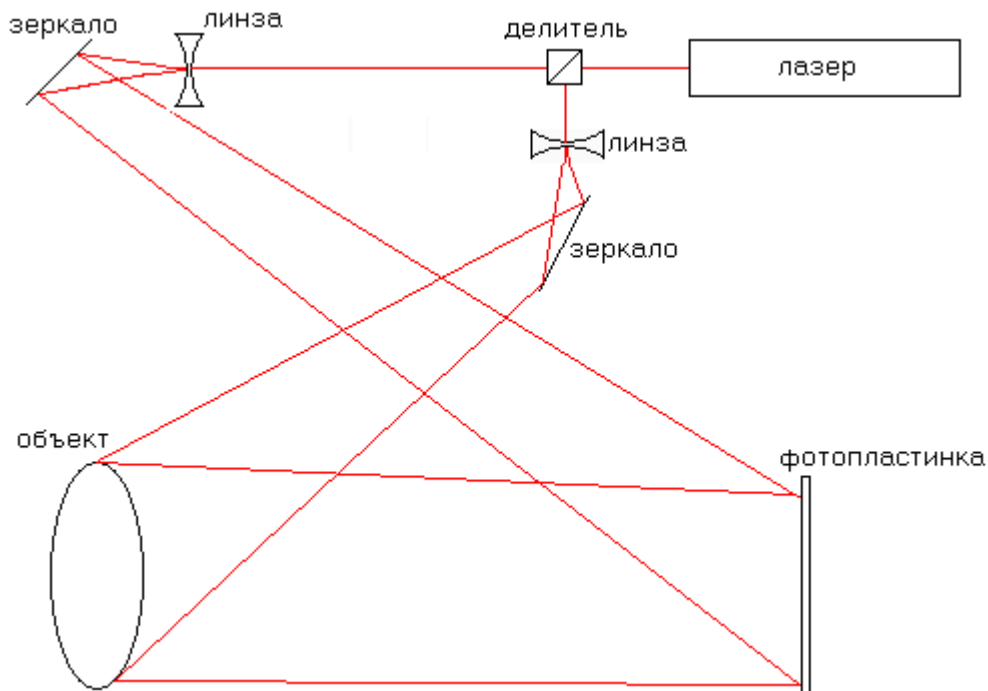 зеркало
линза
делитель
лазер
линза
зеркало
объект
фотопластинка